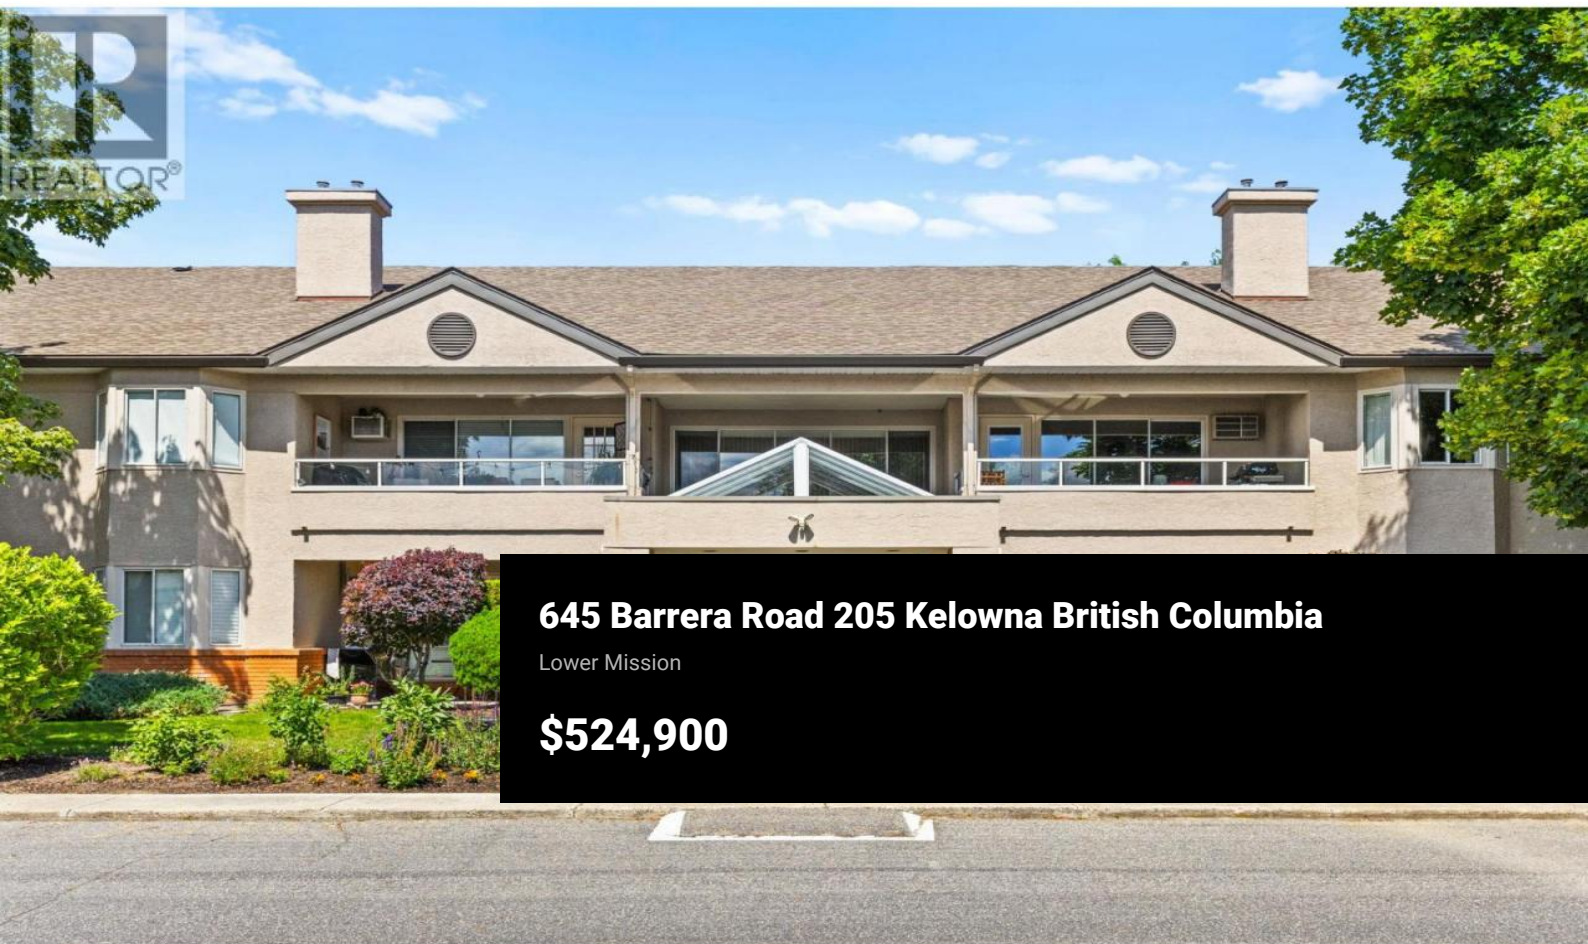 R
REALTOR®
645 Barrera Road 205 Kelowna British Columbia
Lower Mission
$524,900